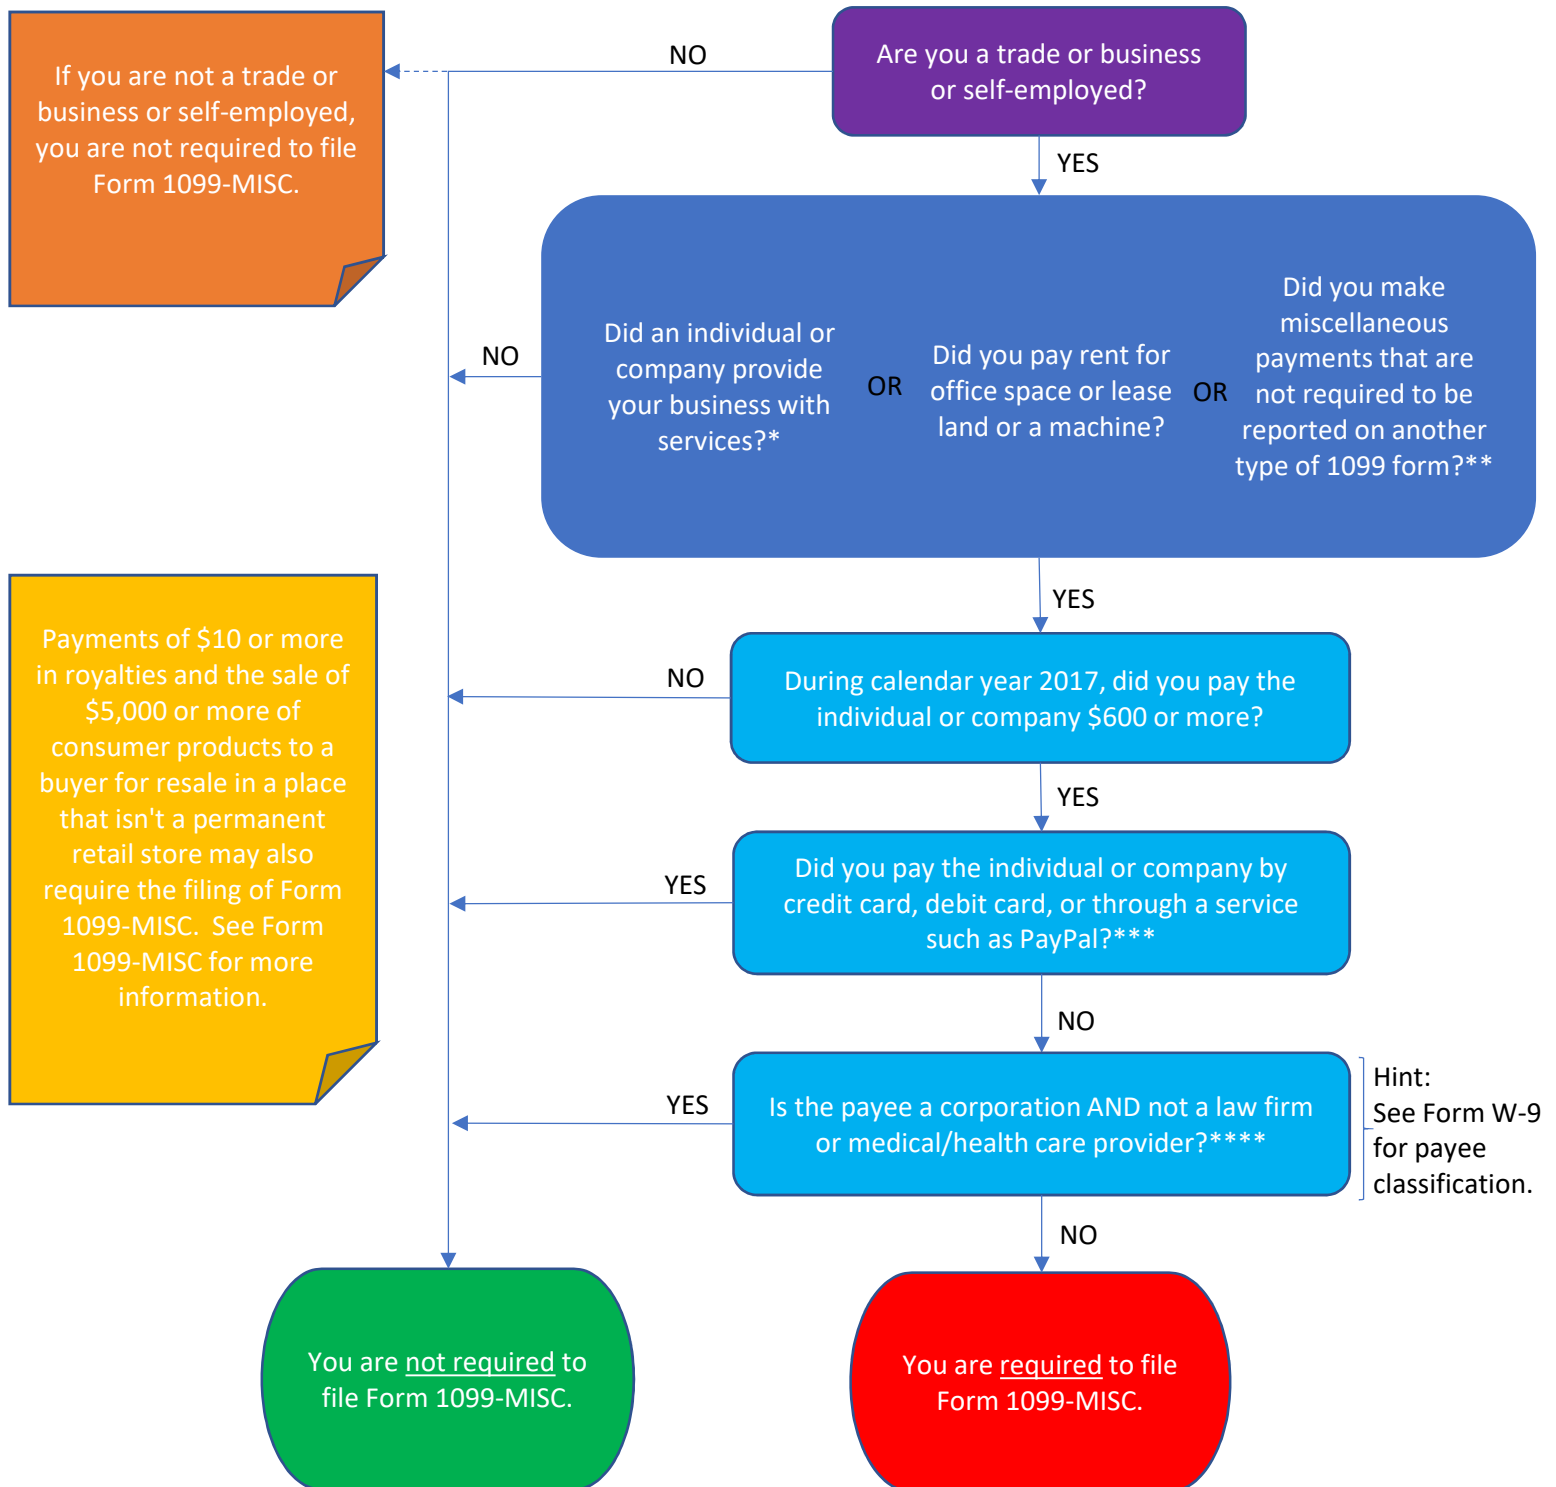 If you are not a trade or
business or self-employed,
you are not required to file
Form 1099-MISC.
NO
Are you a trade or business
or self-employed?
YES
NO
Did an individual or
company provide
your business with
services?*
OR
Did you pay rent for
office space or lease
land or a machine?
OR
Did you make
miscellaneous
payments that are
not required to be
reported on another
type of 1099 form?**
YES
Payments of $10 or more
in royalties and the sale of
$5,000 or more of
consumer products to a
buyer for resale in a place
that isn't a permanent
retail store may also
require the filing of Form
1099-MISC.  See Form
1099-MISC for more
information.
NO
During calendar year 2017, did you pay the
individual or company $600 or more?
YES
YES
Did you pay the individual or company by
credit card, debit card, or through a service
such as PayPal?***
NO
YES
Is the payee a corporation AND not a law firm
or medical/health care provider?****
Hint:
See Form W-9
for payee
classification.
NO
You are not required to
file Form 1099-MISC.
You are required to file
Form 1099-MISC.